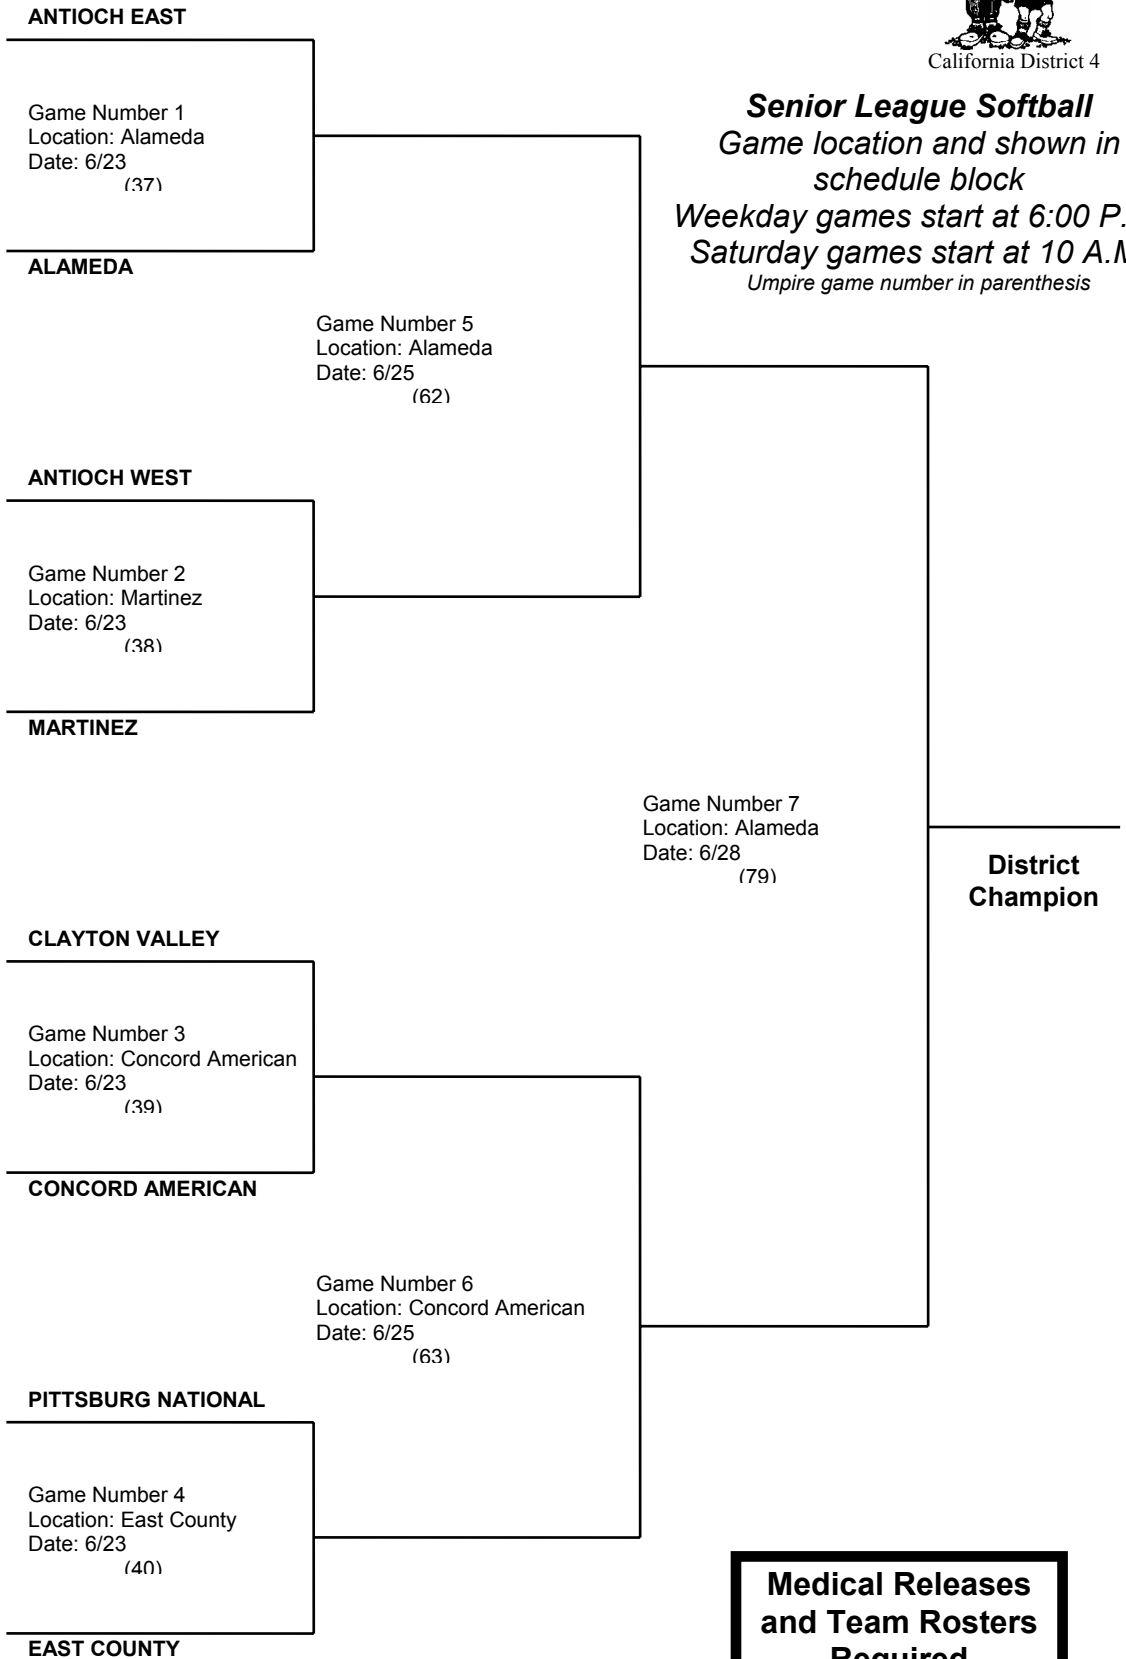 ANTIOCH EAST
California District 4
Senior League Softball
Game location and shown in
schedule block
Weekday games start at 6:00 P.
Saturday games start at 10 A.M
Umpire game number in parenthesis
Game Number 1
Location: Alameda
Date: 6/23
(37)
ALAMEDA
Game Number 5
Location: Alameda
Date: 6/25
(62)
ANTIOCH WEST
Game Number 2
Location: Martinez
Date: 6/23
(38)
MARTINEZ
Game Number 7
Location: Alameda
Date: 6/28
(79)
District
Champion
CLAYTON VALLEY
Game Number 3
Location: Concord American
Date: 6/23
(39)
CONCORD AMERICAN
Game Number 6
Location: Concord American
Date: 6/25
(63)
PITTSBURG NATIONAL
Game Number 4
Location: East County
Date: 6/23
(40)
EAST COUNTY
Medical Releases
and Team Rosters
Required